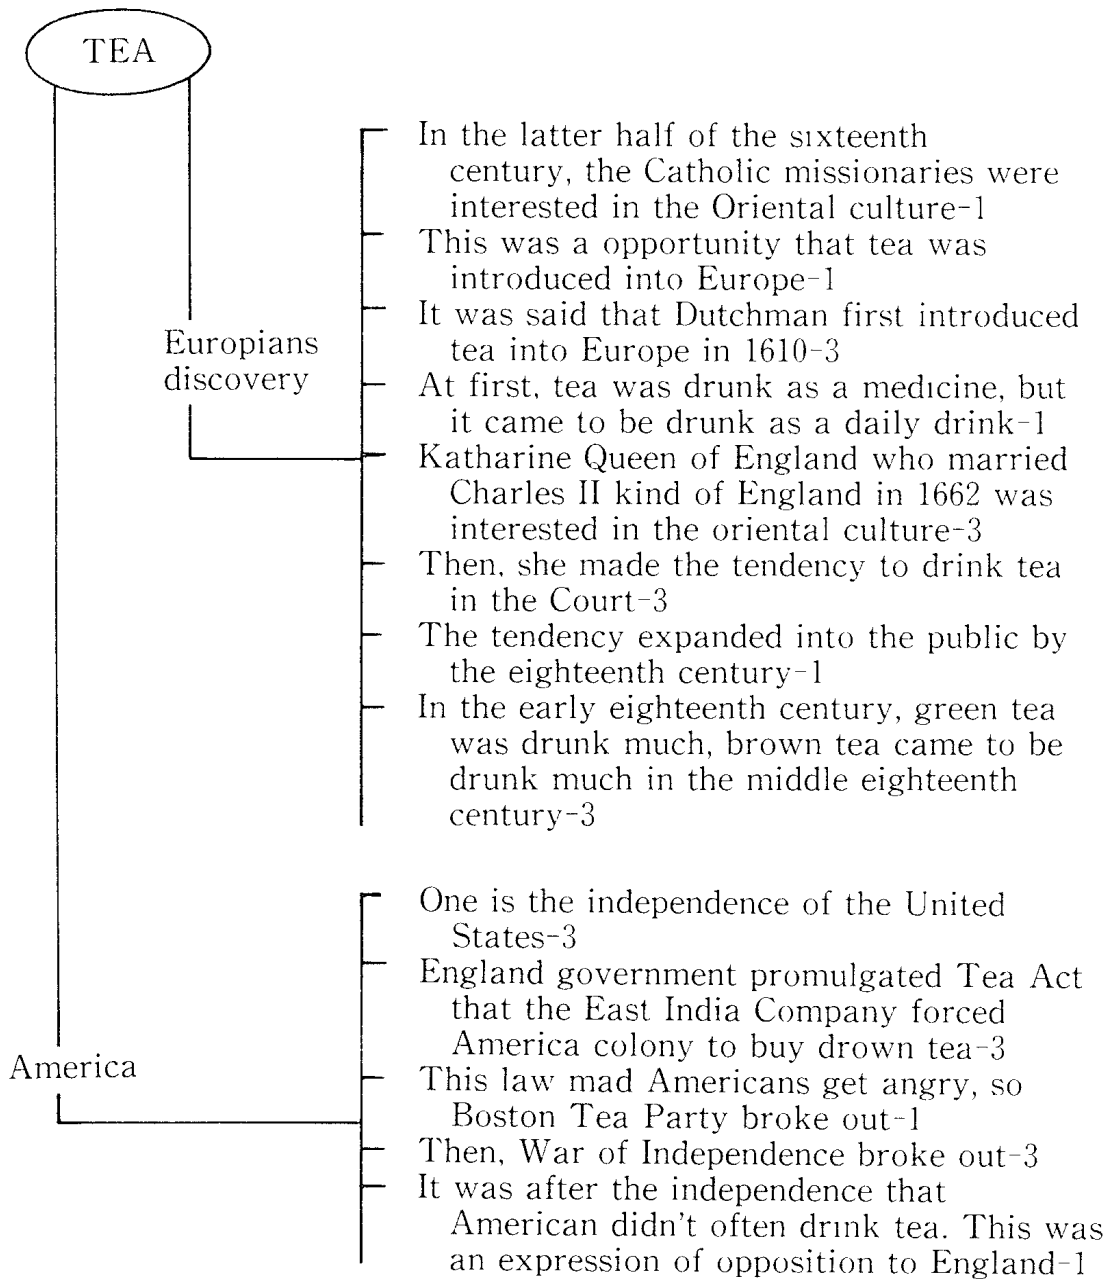 TEA
In the latter half of the sixteenth
century, the Catholic missionaries were
interested in the Oriental culture-1
This was a opportunity that tea was
introduced into Europe-1
It was said that Dutchman first introduced
tea into Europe in 1610-3
Europians
discovery
At first, tea was drunk as a medicine, but
it came to be drunk as a daily drink-1
Katharine Queen of England who married
Charles II kind of England in 1662 was
interested in the oriental culture-3
Then, she made the tendency to drink tea
in the Court-3
The tendency expanded into the public by
the eighteenth century-1
In the early eighteenth century, green tea
was drunk much, brown tea came to be
drunk much in the middle eighteenth
century-3
One is the independence of the United
States-3
England government promulgated Tea Act
that the East India Company forced
America colony to buy drown tea-3
America
This law mad Americans get angry, so
Boston Tea Party broke out-1
Then, War of Independence broke out-3
It was after the independence that
American didn't often drink tea. This was
an expression of opposition to England-1